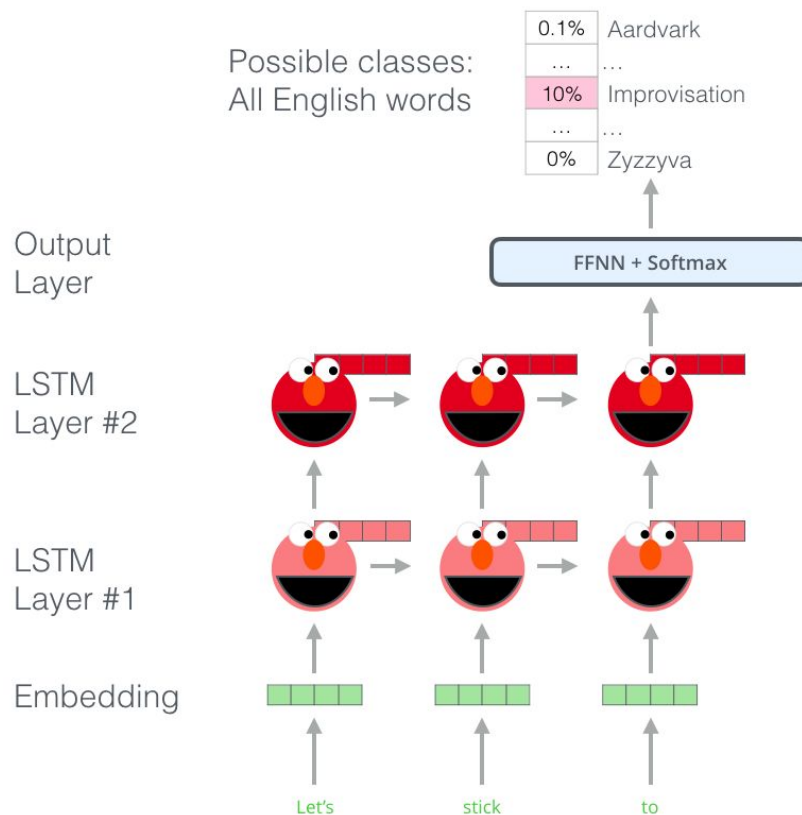 Possible classes:
All English words
0.1% Aardvark
... ...
10% Improvisation
... ...
0% Zyzzyva
Output
Layer
FFNN + Softmax
LSTM
Layer #2
LSTM
Layer #1
Embedding
Let's stick to